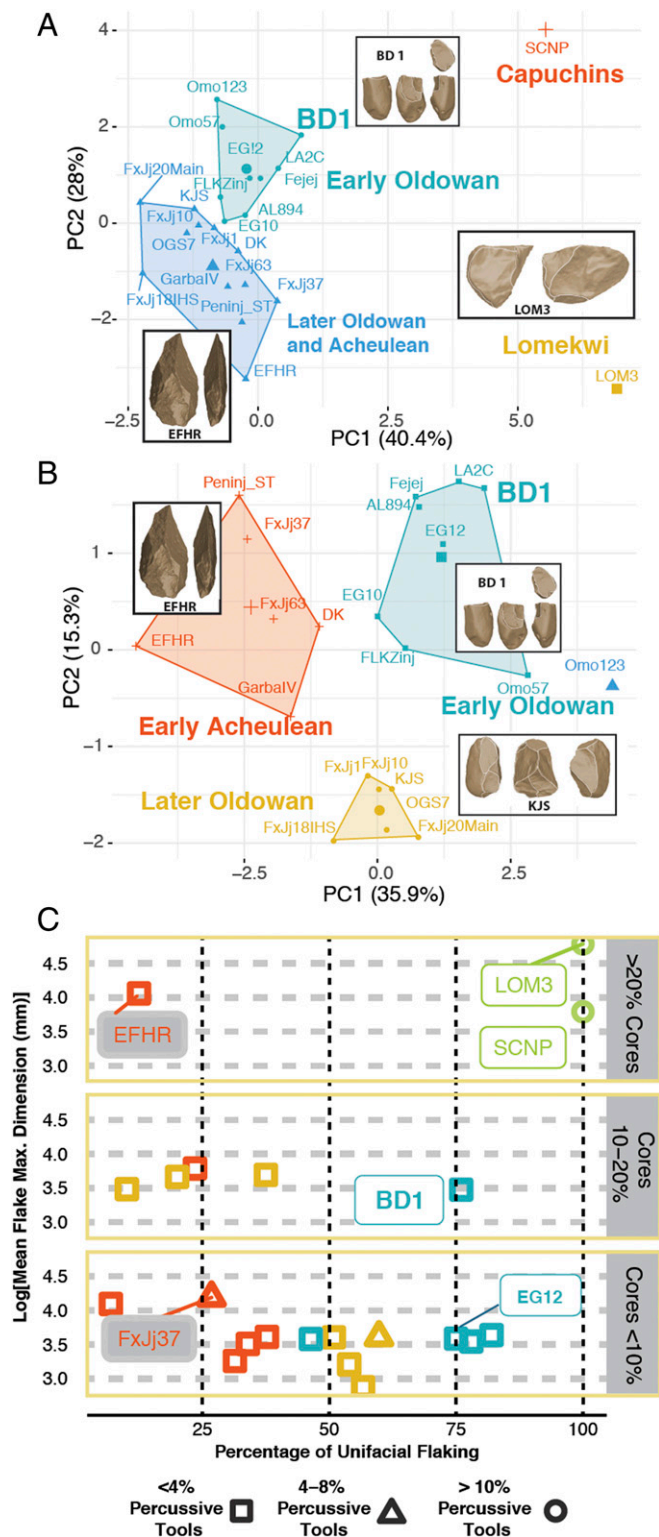 A
4
SCNP
Capuchins
BD 1
Omo123
Omo57
BD1
EG!2
LA2C
Fejej
Early Oldowan
FLKZinj
AL894
EG10
FxJj20Main
KJS
FxJj10
FxJj1
DK
OGS7
FxJj63
GarbaIV
FxJj37
FxJj18IHS
Peninj_ST
Later Oldowan
and Acheulean
EFHR
EFHR
LOM3
Lomekwi
LOM3
2
0
−2
PC2 (28%)
−2.5
0.0
2.5
5.0
PC1 (40.4%)
B
Peninj_ST
FxJj37
EFHR
FxJj63
DK
EFHR
GarbaIV
Early Acheulean
LA2C
Fejej
AL894
BD1
EG12
BD 1
EG10
FLKZinj
Omo123
Omo57
Early Oldowan
KJS
FxJj1
FxJj10
KJS
Later Oldowan
OGS7
FxJj18IHS
FxJj20Main
1
0
−1
−2
PC2 (15.3%)
−2.5
0.0
2.5
PC1 (35.9%)
C
4.5
4.0
3.5
3.0
EFHR
LOM3
SCNP
>20% Cores
4.5
4.0
3.5
3.0
BD1
Cores
10–20%
4.5
4.0
3.5
3.0
FxJj37
EG12
Cores <10%
Log[Mean Flake Max. Dimension (mm)]
25
50
75
100
Percentage of Unifacial Flaking
<4%
Percussive
Tools
4–8%
Percussive
Tools
> 10%
Percussive
Tools